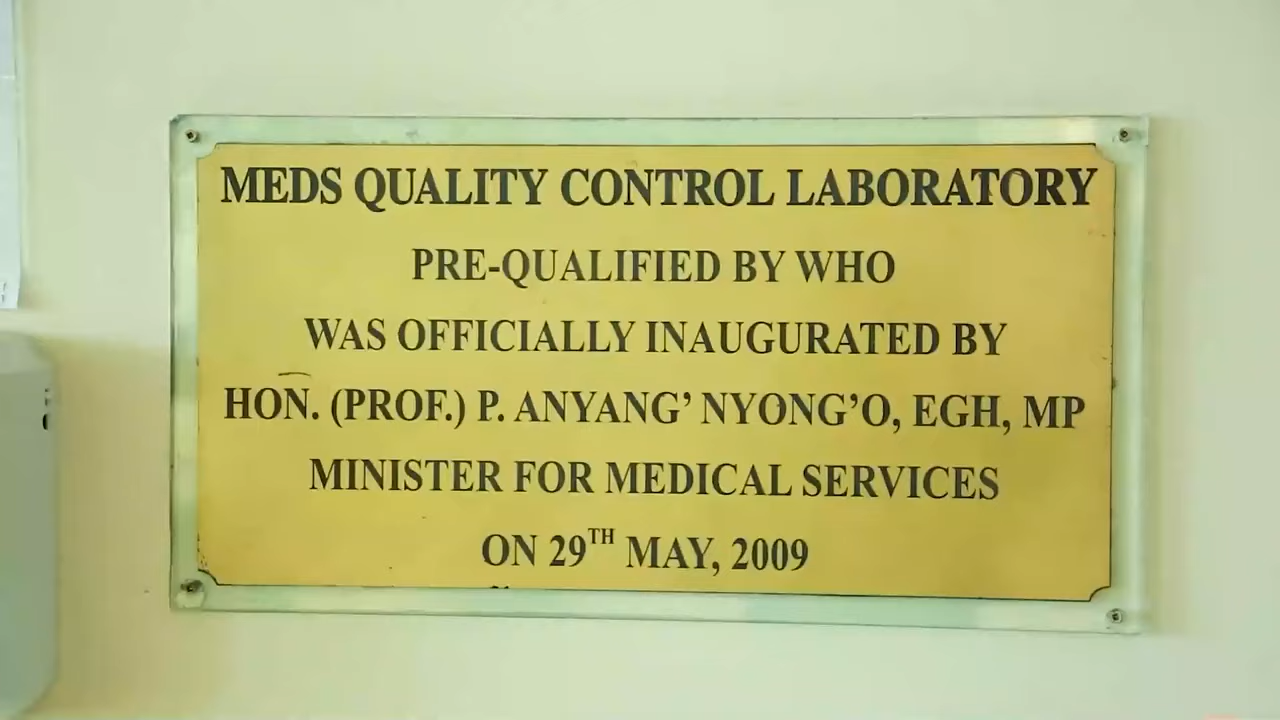 MEDS QUALITY CONTROL LABORATORY
PRE-QUALIFIED BY WHO
WAS OFFICIALLY INAUGURATED BY
HON. (PROF.) P. ANYANG’ NYONG’O, EGH, MP
MINISTER FOR MEDICAL SERVICES
ON 29TH MAY, 2009